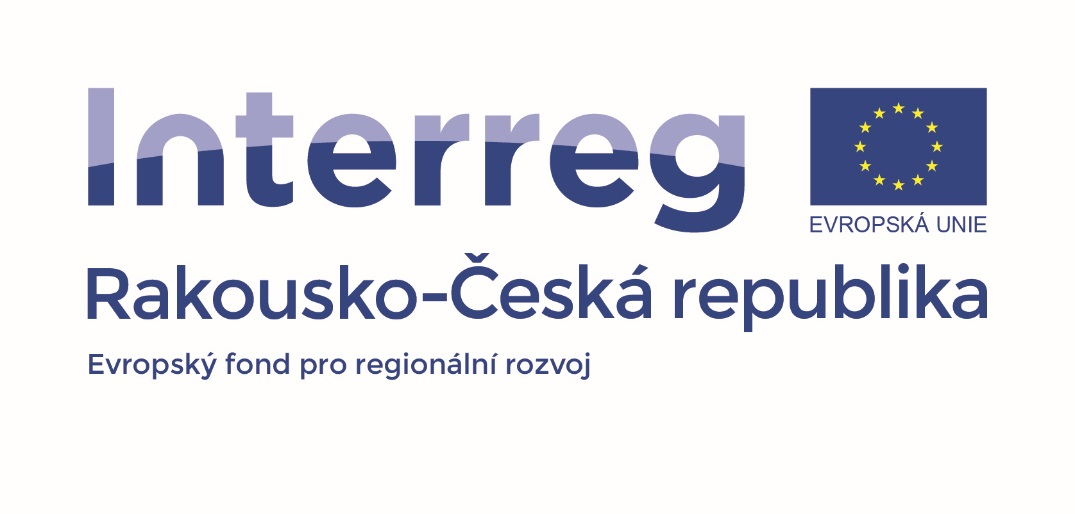 Interreg
EVROPSKÁ UNIE
Rakousko-Česká republika
Evropský fond pro regionální rozvoj